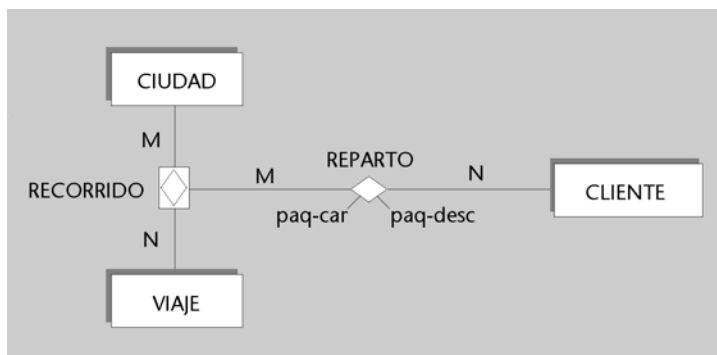 CIUDAD
M
REPARTO
RECORRIDO
M
N
CLIENTE
paq-car
paq-desc
N
VIAJE